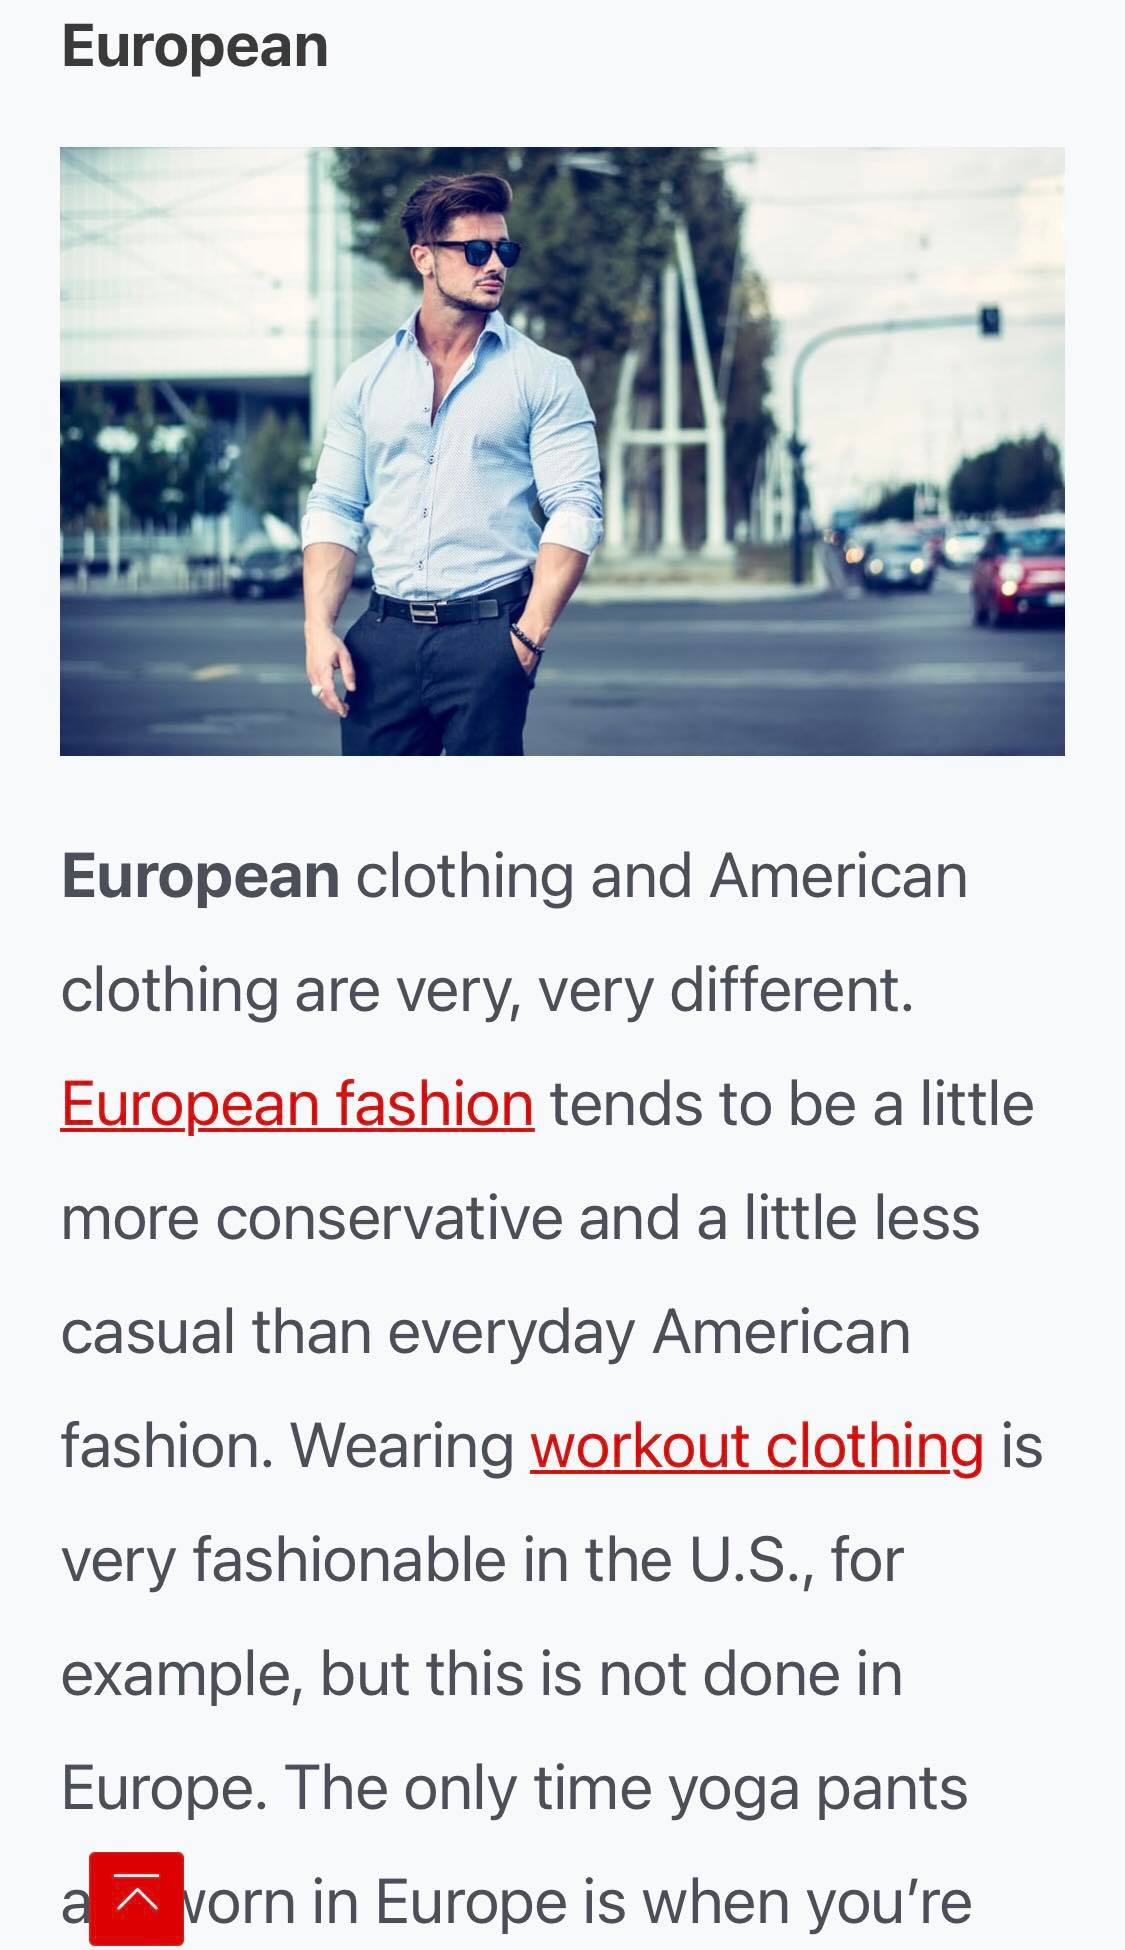 European
European clothing and American
clothing are very, very different.
European fashion tends to be a little
more conservative and a little less
casual than everyday American
fashion. Wearing workout clothing is
very fashionable in the U.S., for
example, but this is not done in
Europe. The only time yoga pants
a worn in Europe is when you’re